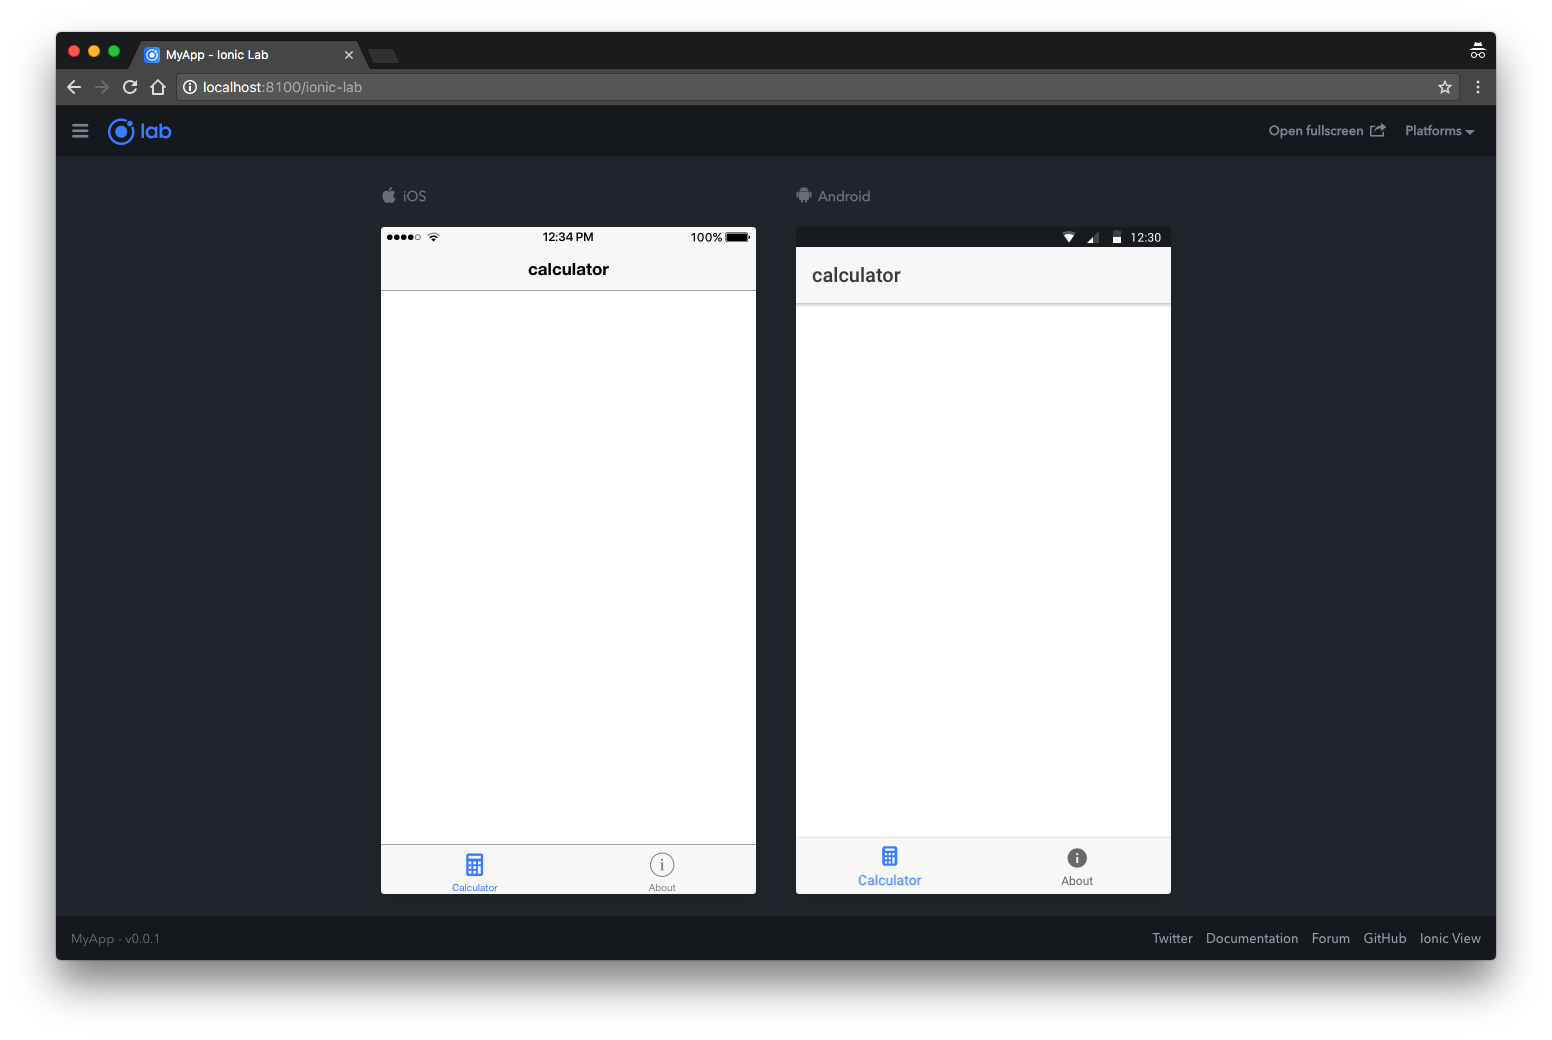 MyApp - Ionic Lab
localhost:8100/ionic-lab
lab
Open fullscreen
Platforms
iOS
Android
12:34 PM
100%
12:30
calculator
calculator
Calculator
About
Calculator
About
MyApp - v0.0.1
Twitter
Documentation
Forum
GitHub
Ionic View